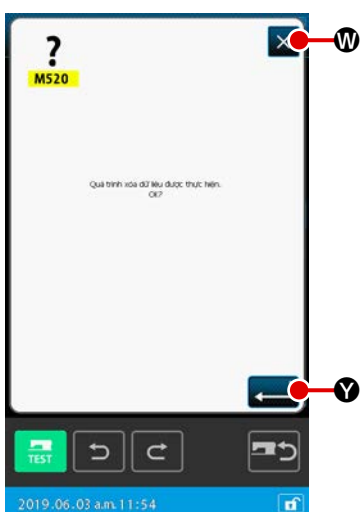 ?
M520
W
Quá trình xóa dữ liệu được thực hiện.
OK?
Y
TEST
2019.06.03 a.m. 11:54